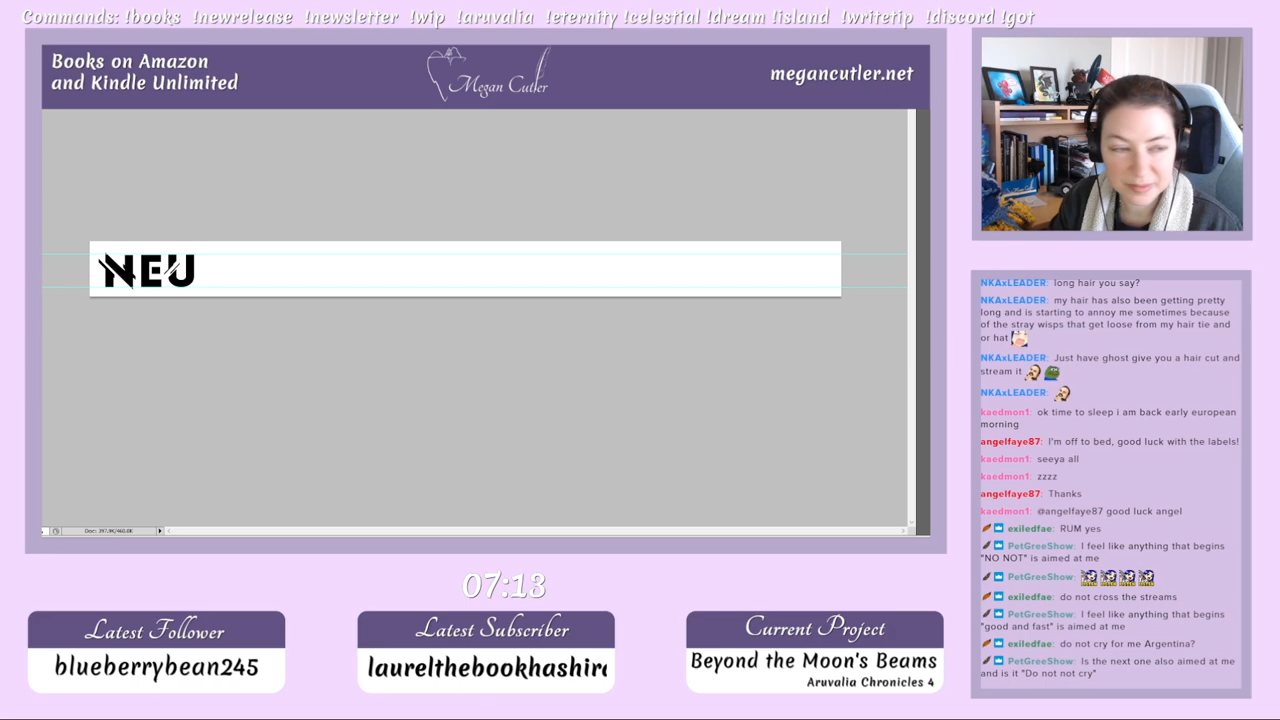 Commands: !books !newrelease !newsletter !wip !aruvalia !eternity !celestial !dream !island !writetip !discord !got
Books on Amazon
and Kindle Unlimited
Megan Cutler
megancutler.net
NEU
Doc: 397.9K/460.0K
07:13
Latest Follower
blueberrybean245
Latest Subscriber
laurelthebookhashira
Current Project
Beyond the Moon's Beams
Aruvalia Chronicles 4
NKAxLEADER: long hair you say?
NKAxLEADER: my hair has also been getting pretty
long and is starting to annoy me sometimes because
of the stray wisps that get loose from my hair tie and
or hat
NKAxLEADER: Just have ghost give you a hair cut and
stream it
NKAxLEADER:
kaedmon1: ok time to sleep i am back early european
morning
angelfaye87: I'm off to bed, good luck with the labels!
kaedmon1: seeya all
kaedmon1: zzzz
angelfaye87: Thanks
kaedmon1: @angelfaye87 good luck angel
exiledfae: RUM yes
PetGreeShow: I feel like anything that begins
"NO NOT" is aimed at me
PetGreeShow:
exiledfae: do not cross the streams
PetGreeShow: I feel like anything that begins
"good and fast" is aimed at me
exiledfae: do not cry for me Argentina?
PetGreeShow: Is the next one also aimed at me
and is it "Do not not cry"